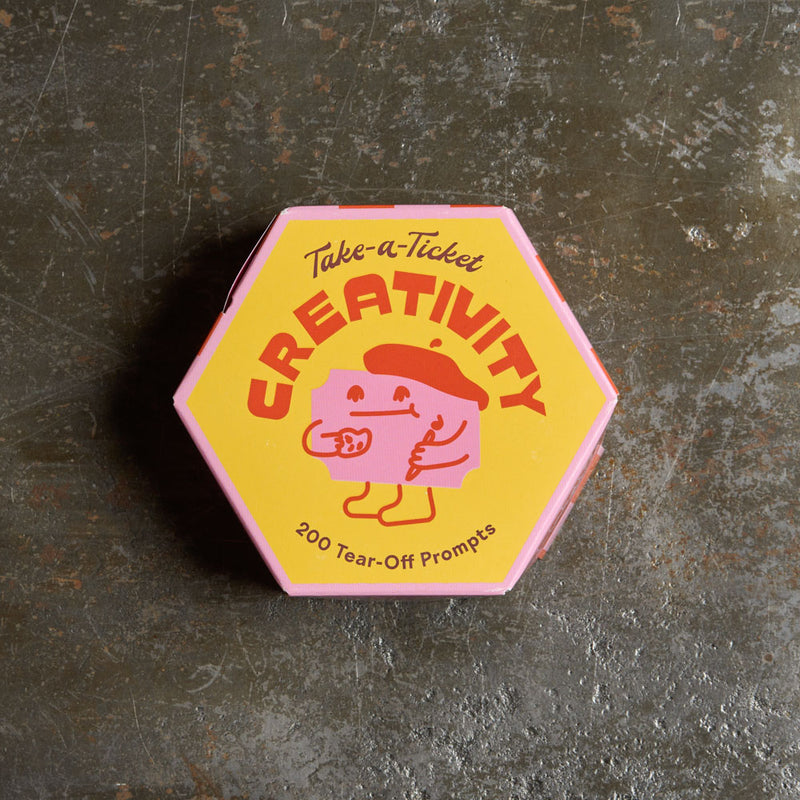 Take-a-Ticket
CREATIVITY
200 Tear-Off Prompts